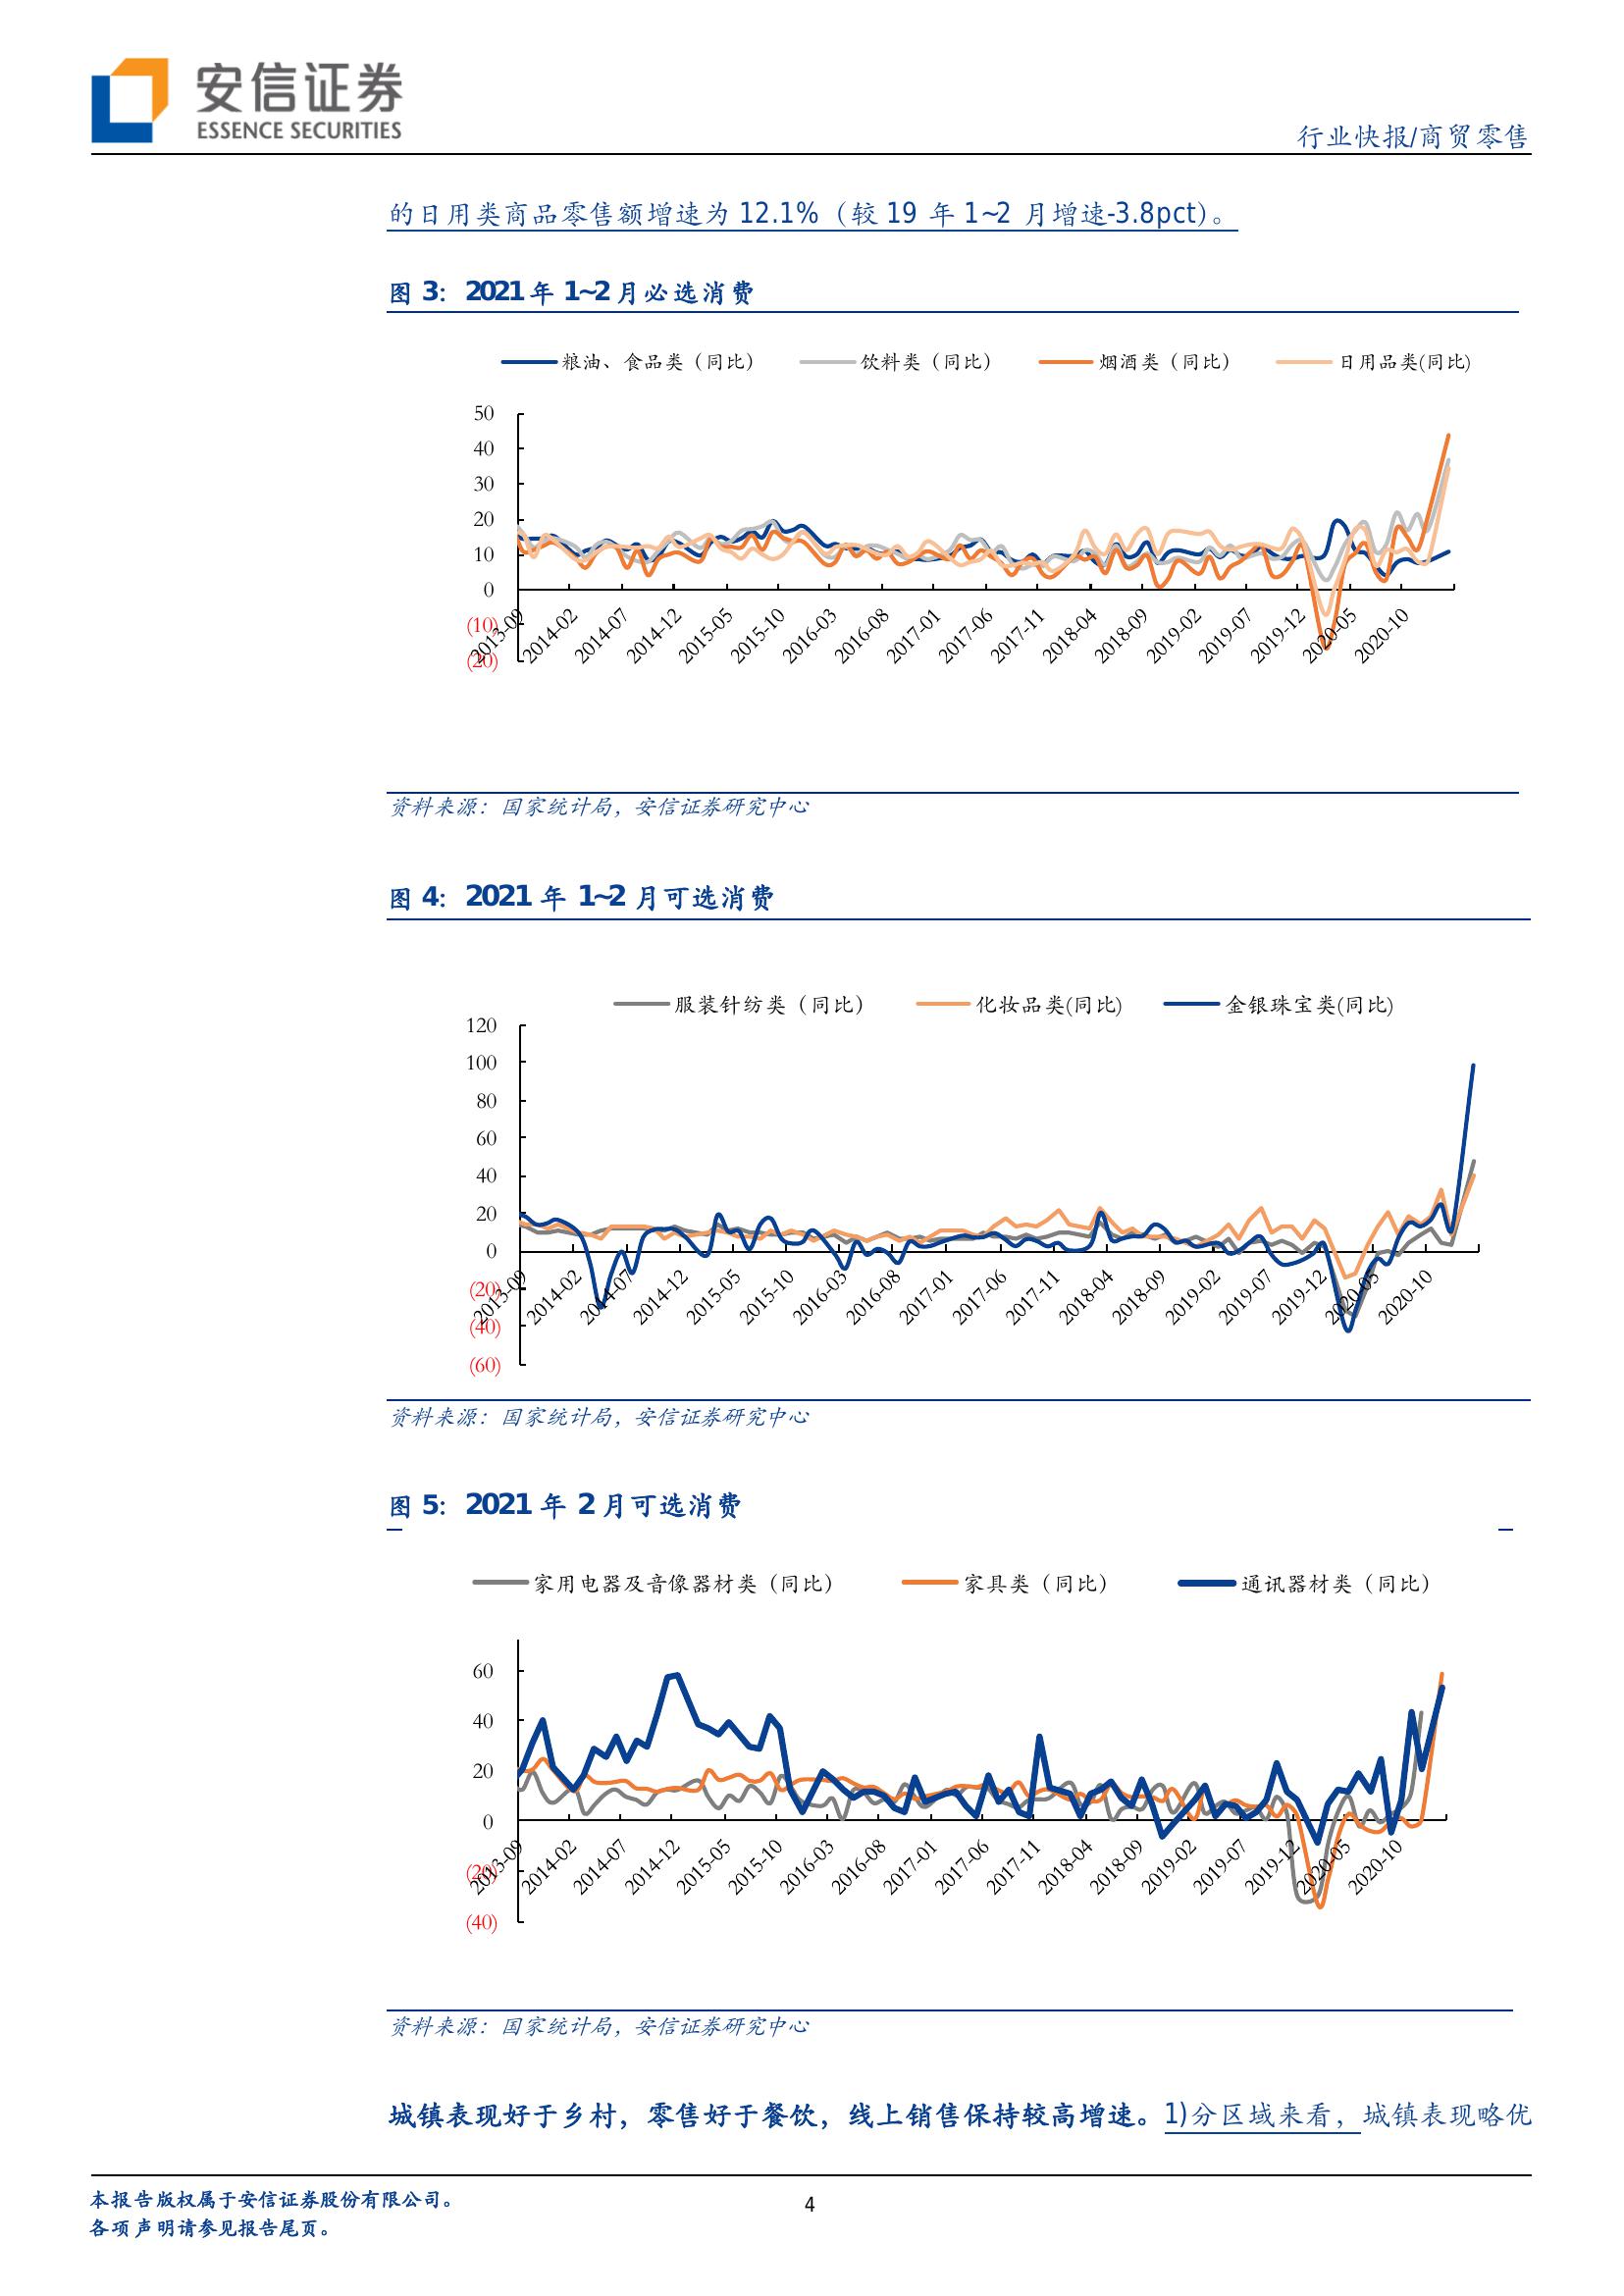 安信证券
ESSENCE SECURITIES
行业快报/商贸零售
的日用类商品零售额增速为 12.1%（较 19 年 1~2 月增速-3.8pct）。
图 3：2021 年 1~2 月必选消费
粮油、食品类（同比） 饮料类（同比） 烟酒类（同比） 日用品类(同比)
50
40
30
20
10
0
(10)
(20)
2013-09 2014-02 2014-07 2014-12 2015-05 2015-10 2016-03 2016-08 2017-01 2017-06 2017-11 2018-04 2018-09 2019-02 2019-07 2019-12 2020-05 2020-10
资料来源：国家统计局，安信证券研究中心
图 4：2021 年 1~2 月可选消费
服装针纺类（同比） 化妆品类(同比) 金银珠宝类(同比)
120
100
80
60
40
20
0
(20)
(40)
(60)
2013-09 2014-02 2014-07 2014-12 2015-05 2015-10 2016-03 2016-08 2017-01 2017-06 2017-11 2018-04 2018-09 2019-02 2019-07 2019-12 2020-05 2020-10
资料来源：国家统计局，安信证券研究中心
图 5：2021 年 2 月可选消费
家用电器及音像器材类（同比） 家具类（同比） 通讯器材类（同比）
60
40
20
0
(20)
(40)
2013-09 2014-02 2014-07 2014-12 2015-05 2015-10 2016-03 2016-08 2017-01 2017-06 2017-11 2018-04 2018-09 2019-02 2019-07 2019-12 2020-05 2020-10
资料来源：国家统计局，安信证券研究中心
城镇表现好于乡村，零售好于餐饮，线上销售保持较高增速。1)分区域来看，城镇表现略优
本报告版权属于安信证券股份有限公司。
4
各项声明请参见报告尾页。